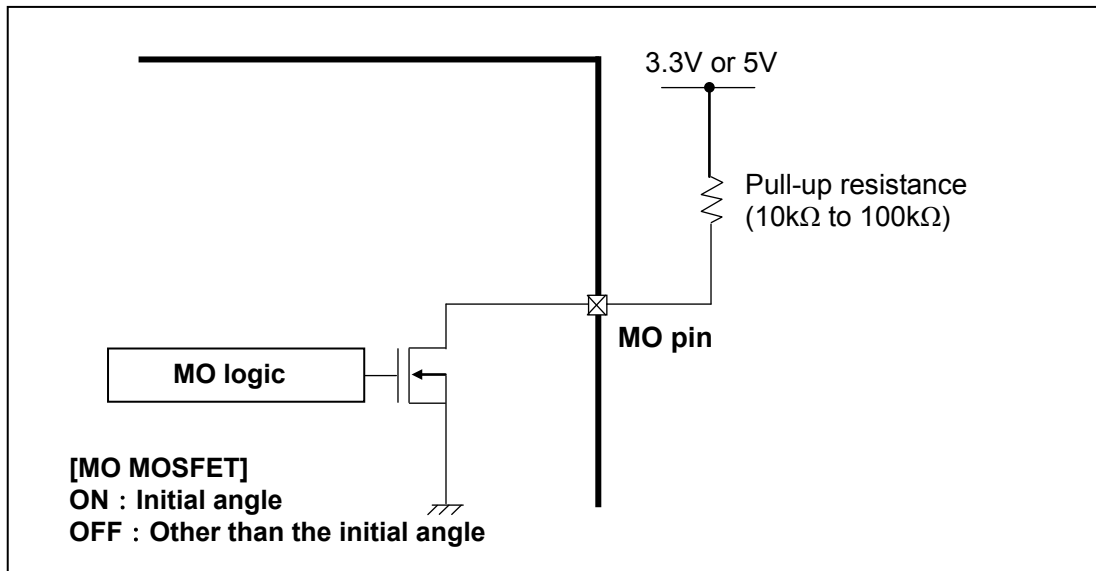 3.3V or 5V
Pull-up resistance
(10kΩ to 100kΩ)
MO pin
MO logic
[MO MOSFET]
ON : Initial angle
OFF : Other than the initial angle